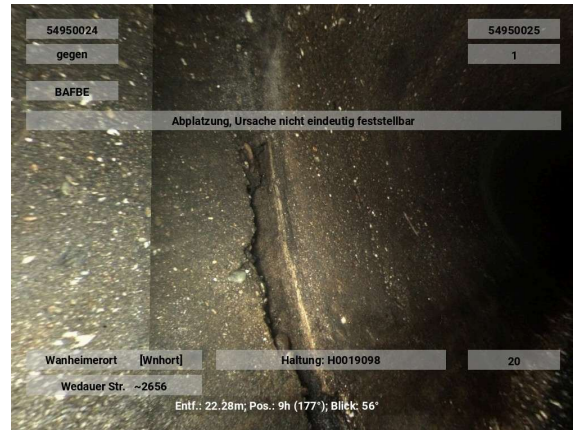 54950024 54950025
gegen 1
BAFBE
Abplatzung, Ursache nicht eindeutig feststellbar
Wanheimerort [Wnhort] Haltung: H0019098 20
Wedauer Str. ~2656
Entf.: 22.28m; Pos.: 9h (177°); Blick: 56°